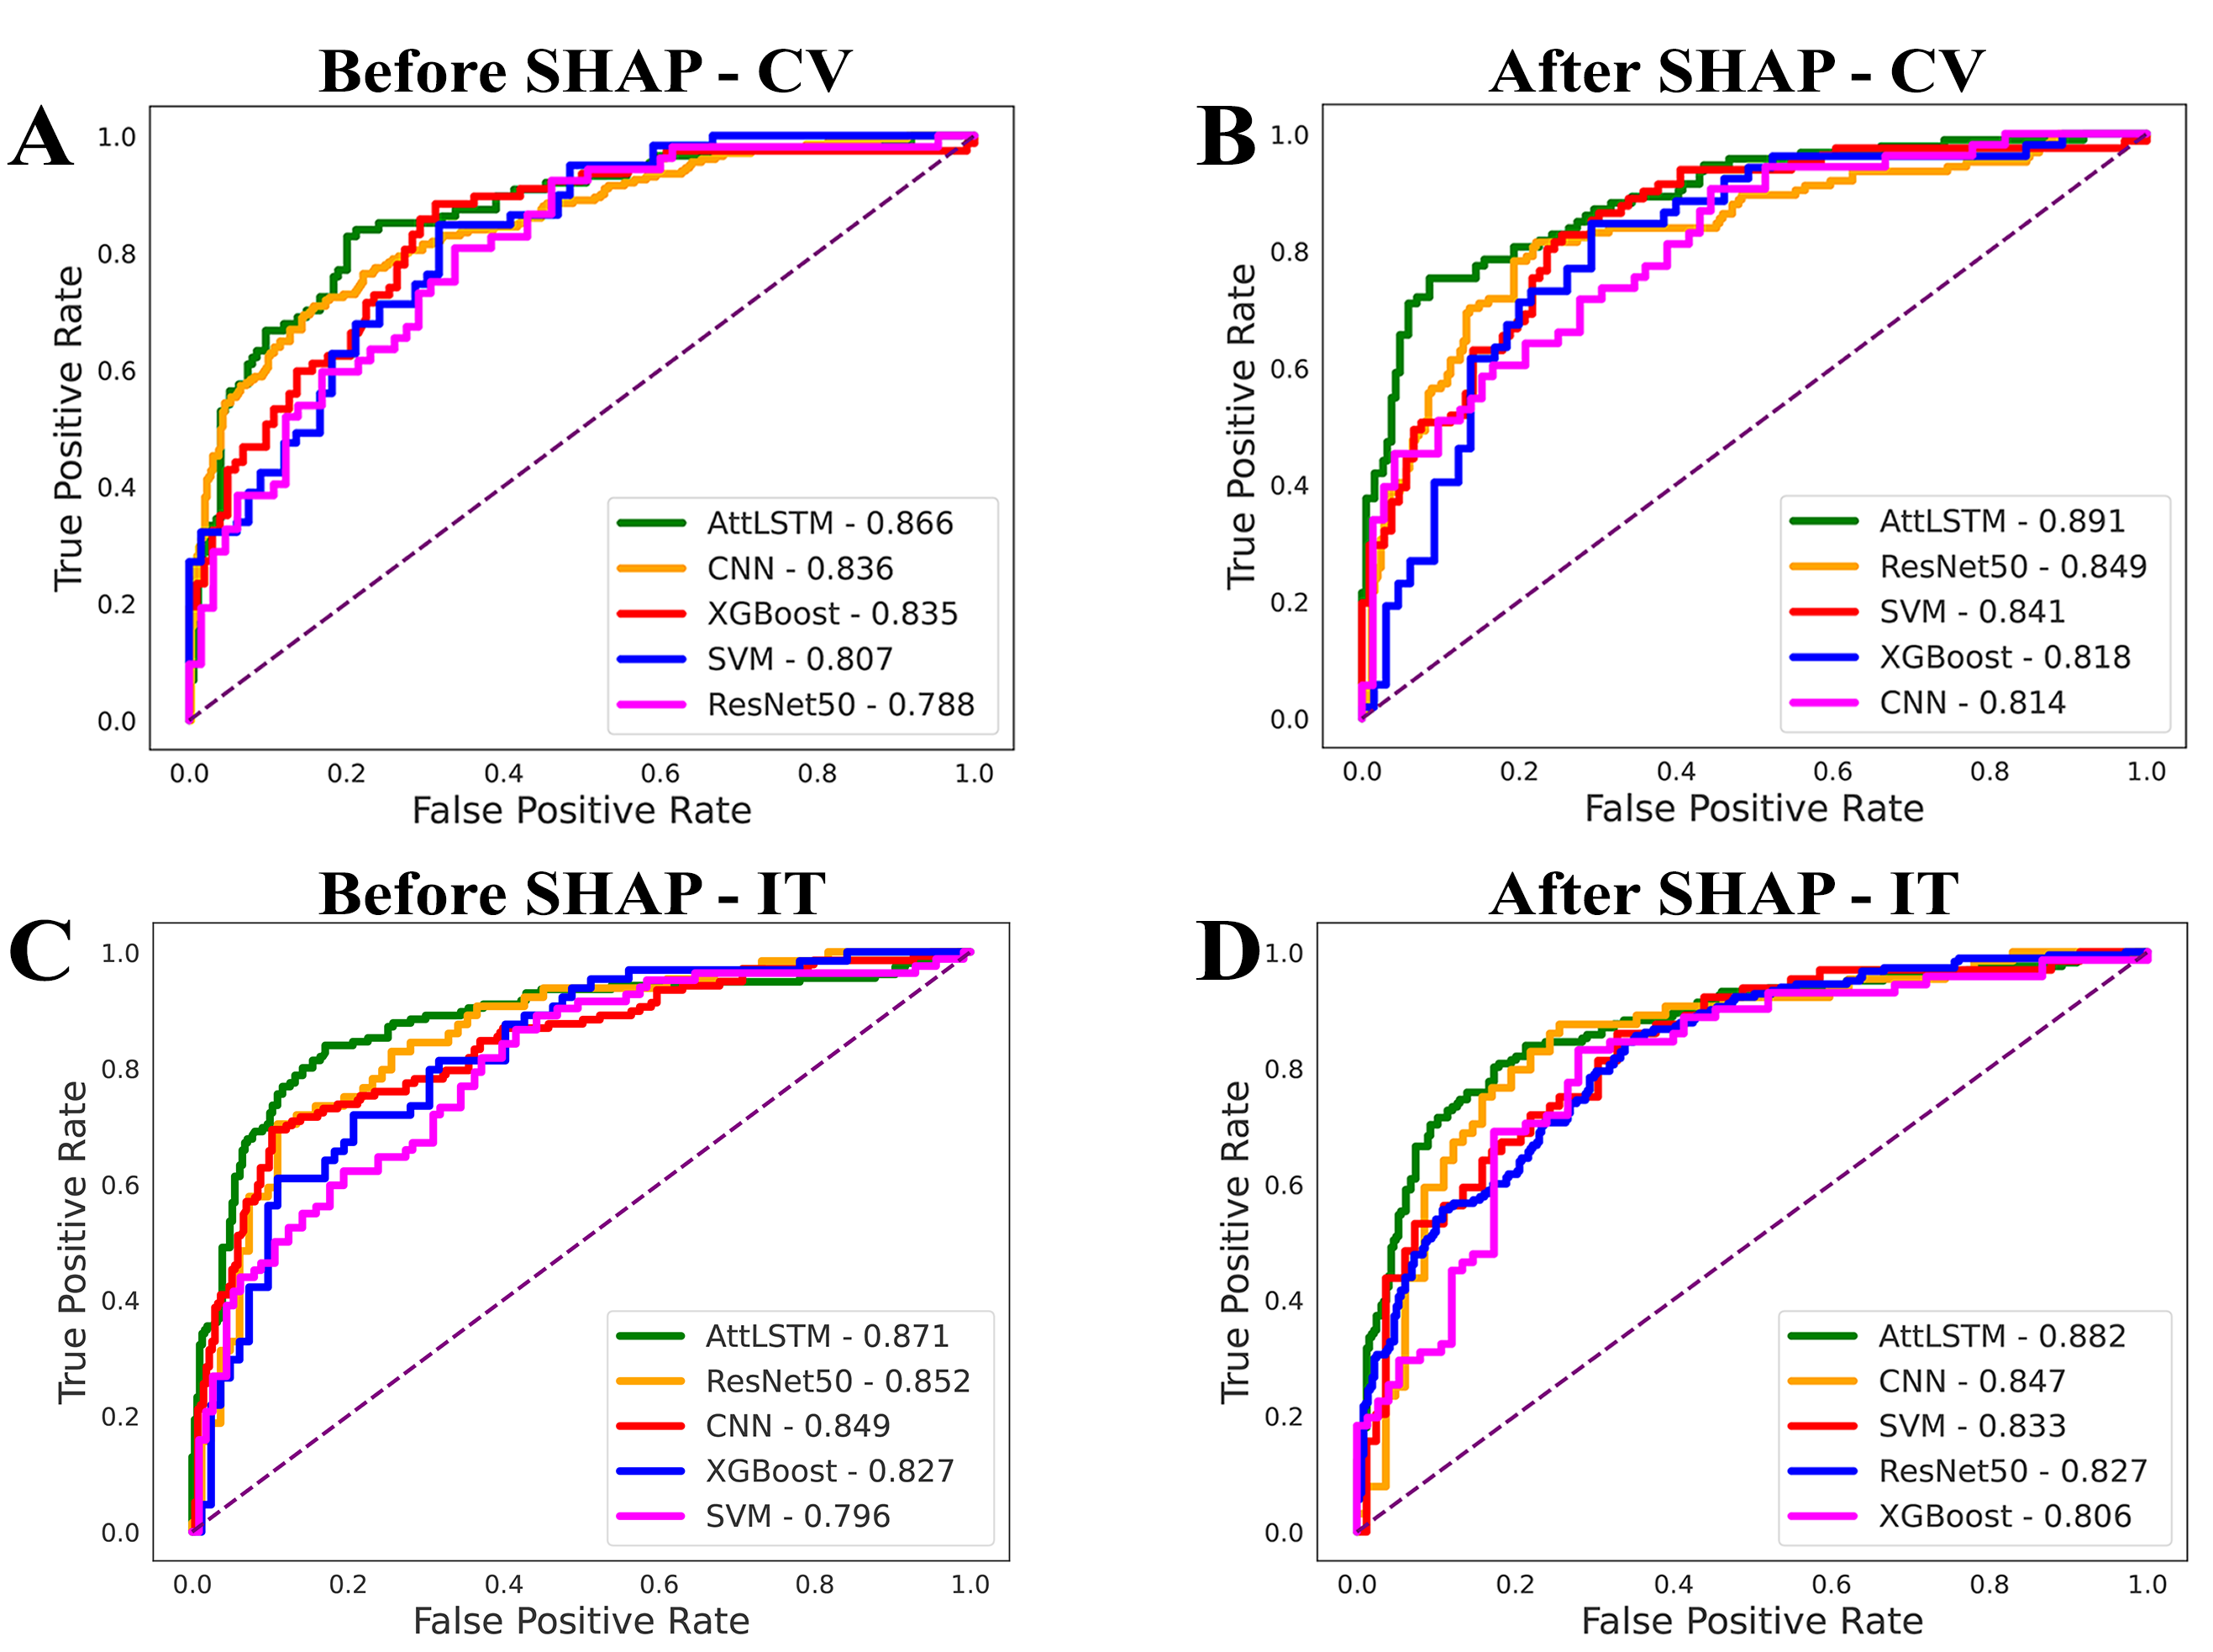 Before SHAP - CV
A
1.0
0.8
0.6
0.4
0.2
0.0
True Positive Rate
AttLSTM - 0.866
CNN - 0.836
XGBoost - 0.835
SVM - 0.807
ResNet50 - 0.788
0.0 0.2 0.4 0.6 0.8 1.0
False Positive Rate
After SHAP - CV
B
1.0
0.8
0.6
0.4
0.2
0.0
True Positive Rate
AttLSTM - 0.891
ResNet50 - 0.849
SVM - 0.841
XGBoost - 0.818
CNN - 0.814
0.0 0.2 0.4 0.6 0.8 1.0
False Positive Rate
Before SHAP - IT
C
1.0
0.8
0.6
0.4
0.2
0.0
True Positive Rate
AttLSTM - 0.871
ResNet50 - 0.852
CNN - 0.849
XGBoost - 0.827
SVM - 0.796
0.0 0.2 0.4 0.6 0.8 1.0
False Positive Rate
After SHAP - IT
D
1.0
0.8
0.6
0.4
0.2
0.0
True Positive Rate
AttLSTM - 0.882
CNN - 0.847
SVM - 0.833
ResNet50 - 0.827
XGBoost - 0.806
0.0 0.2 0.4 0.6 0.8 1.0
False Positive Rate